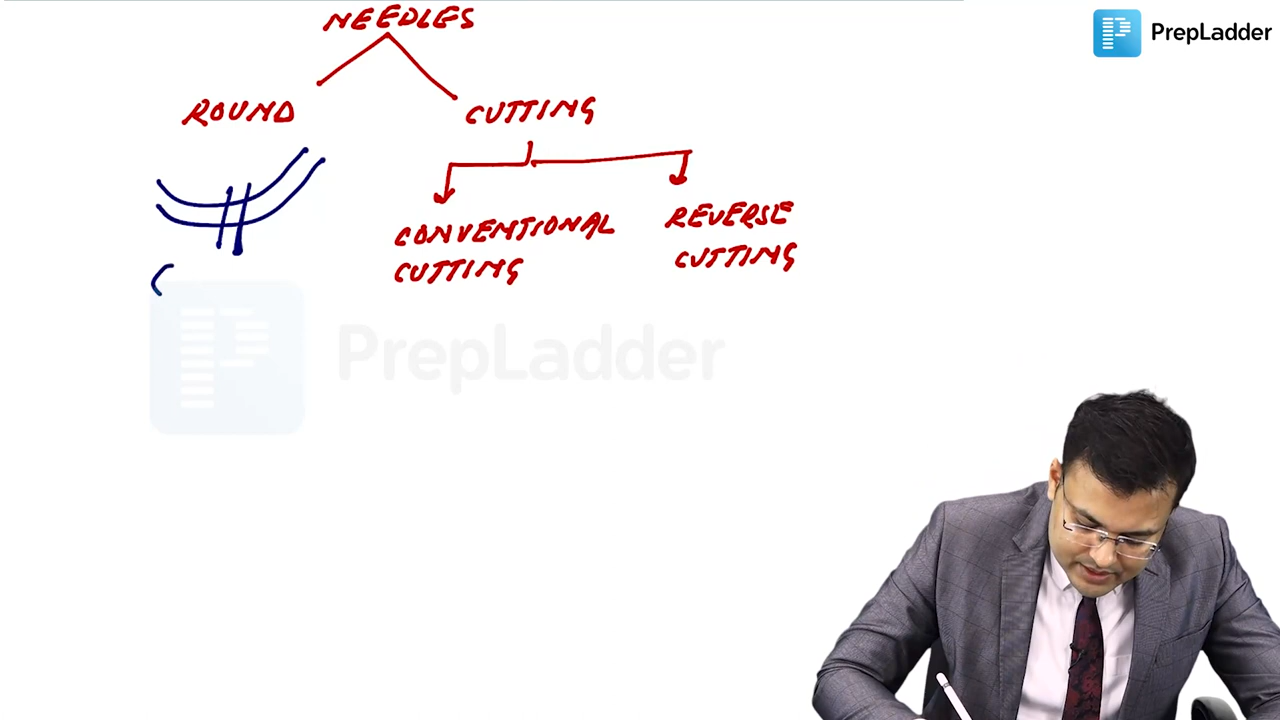 NEEDLES
PrepLadder
ROUND
CUTTING
CONVENTIONAL
CUTTING
REVERSE
CUTTING
PrepLadder